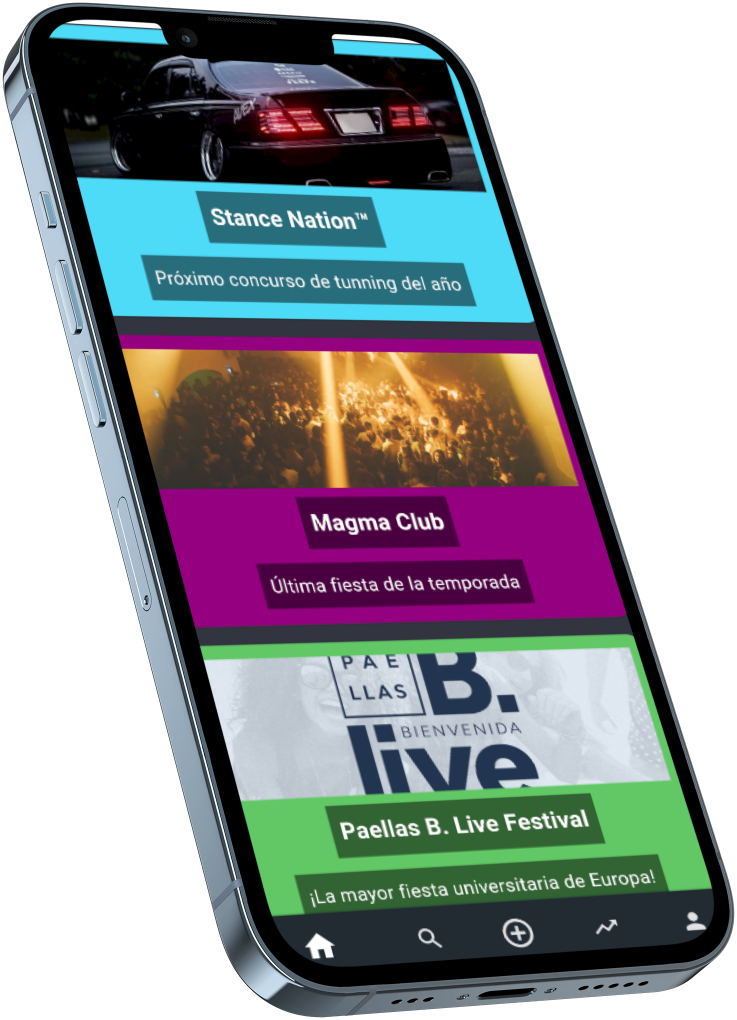 Stance Nation™
Próximo concurso de tunning del año
Magma Club
Última fiesta de la temporada
PAE
LLAS
B.
BIENVENIDA
live
Paellas B. Live Festival
¡La mayor fiesta universitaria de Europa!